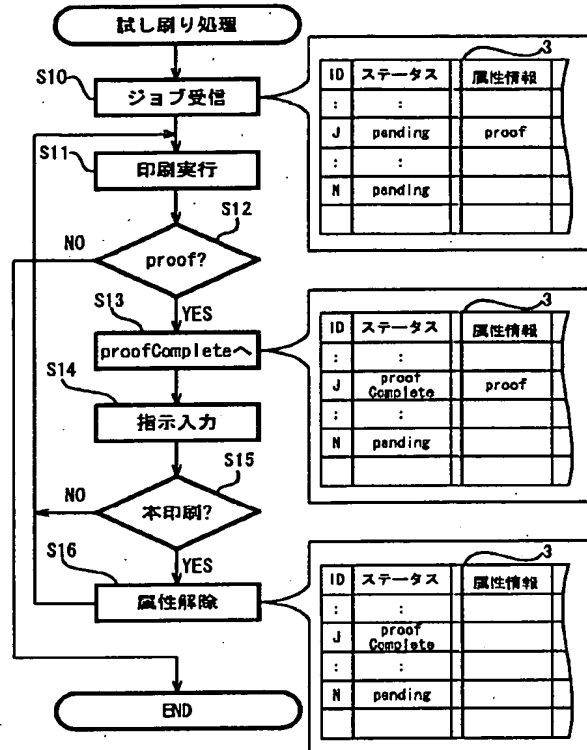 試し刷り処理
S10
ジョブ受信
S11
印刷実行
S12
NO
proof?
S13
YES
proofCompleteへ
S14
指示入力
S15
NO
本印刷?
S16
YES
属性解除
END
3
ID ステータス 属性情報
: :
J pending proof
: :
N pending
3
ID ステータス 属性情報
: :
J proof Complete proof
: :
N pending
3
ID ステータス 属性情報
: :
J proof Complete
: :
N pending